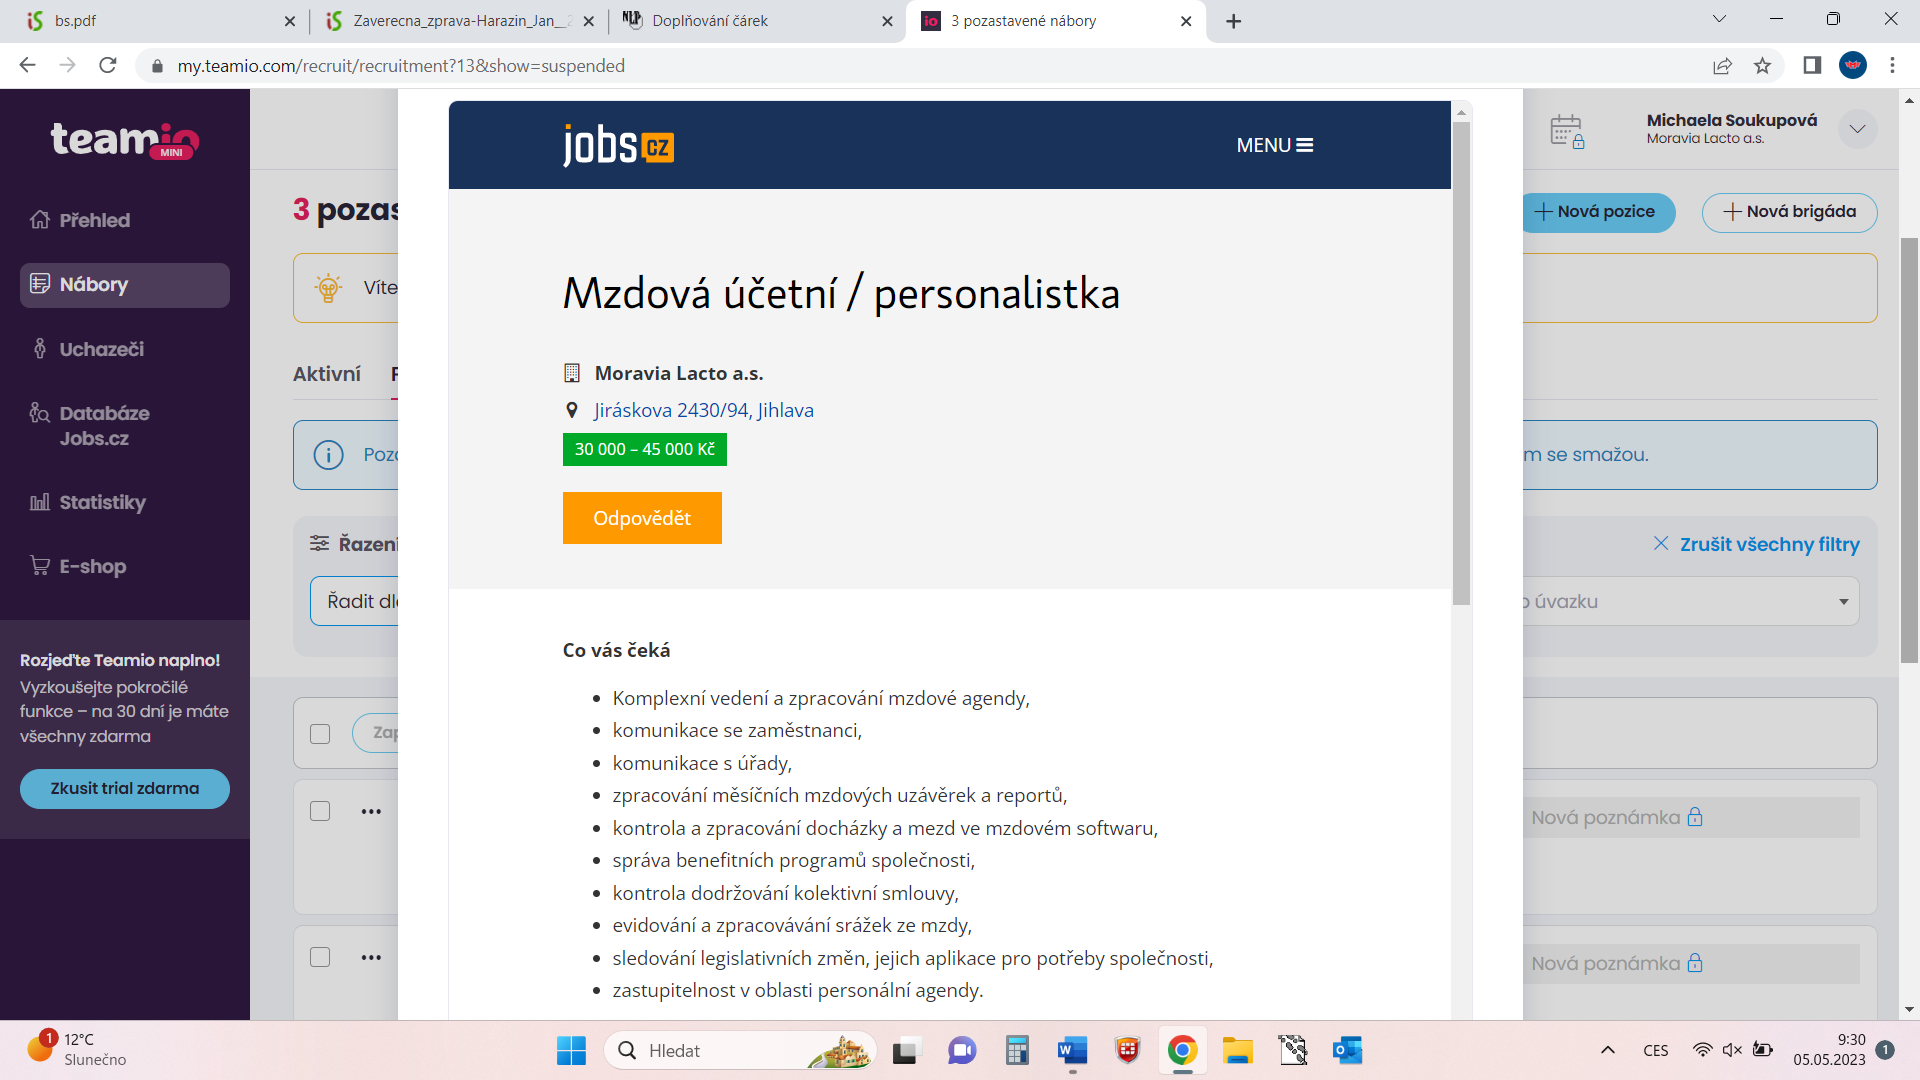 bs.pdf
Zaverecna_zprava-Harazin_Jan__
Doplňování čárek
3 pozastavené nábory
my.teamio.com/recruit/recruitment?13&show=suspended
teamio
MINI
Přehled
Nábory
Uchazeči
Databáze
Jobs.cz
Statistiky
E-shop
Rozjeďte Teamio naplno!
Vyzkoušejte pokročilé
funkce – na 30 dní je máte
všechny zdarma
Zkusit trial zdarma
3 pozas
Víte
Aktivní
Pozo
Řazení
Řadit dl
Zap
jobs cz
MENU
Mzdová účetní / personalistka
Moravia Lacto a.s.
Jiráskova 2430/94, Jihlava
30 000 – 45 000 Kč
Odpovědět
Co vás čeká
• Komplexní vedení a zpracování mzdové agendy,
• komunikace se zaměstnanci,
• komunikace s úřady,
• zpracování měsíčních mzdových uzávěrek a reportů,
• kontrola a zpracování docházky a mezd ve mzdovém softwaru,
• správa benefitních programů společnosti,
• kontrola dodržování kolektivní smlouvy,
• evidování a zpracovávání srážek ze mzdy,
• sledování legislativních změn, jejich aplikace pro potřeby společnosti,
• zastupitelnost v oblasti personální agendy.
Michaela Soukupová
Moravia Lacto a.s.
Nová pozice
Nová brigáda
m se smažou.
Zrušit všechny filtry
o úvazku
Nová poznámka
Nová poznámka
1
12°C
Slunečno
Hledat
CES
9:30
05.05.2023
1